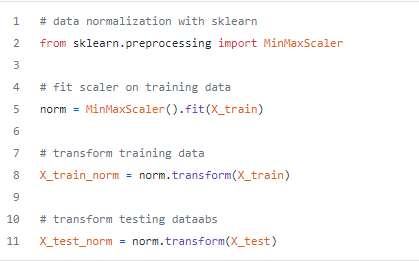 1 # data normalization with sklearn
2 from sklearn.preprocessing import MinMaxScaler
3
4 # fit scaler on training data
5 norm = MinMaxScaler().fit(X_train)
6
7 # transform training data
8 X_train_norm = norm.transform(X_train)
9
10 # transform testing dataabs
11 X_test_norm = norm.transform(X_test)